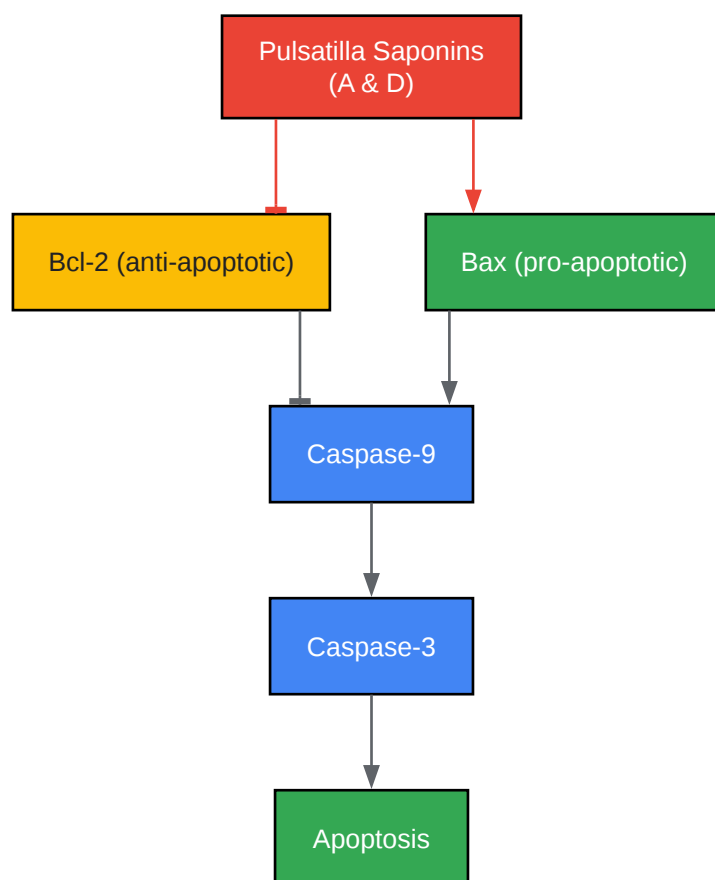 Pulsatilla Saponins
(A & D)
Bcl-2 (anti-apoptotic)
Bax (pro-apoptotic)
Caspase-9
Caspase-3
Apoptosis